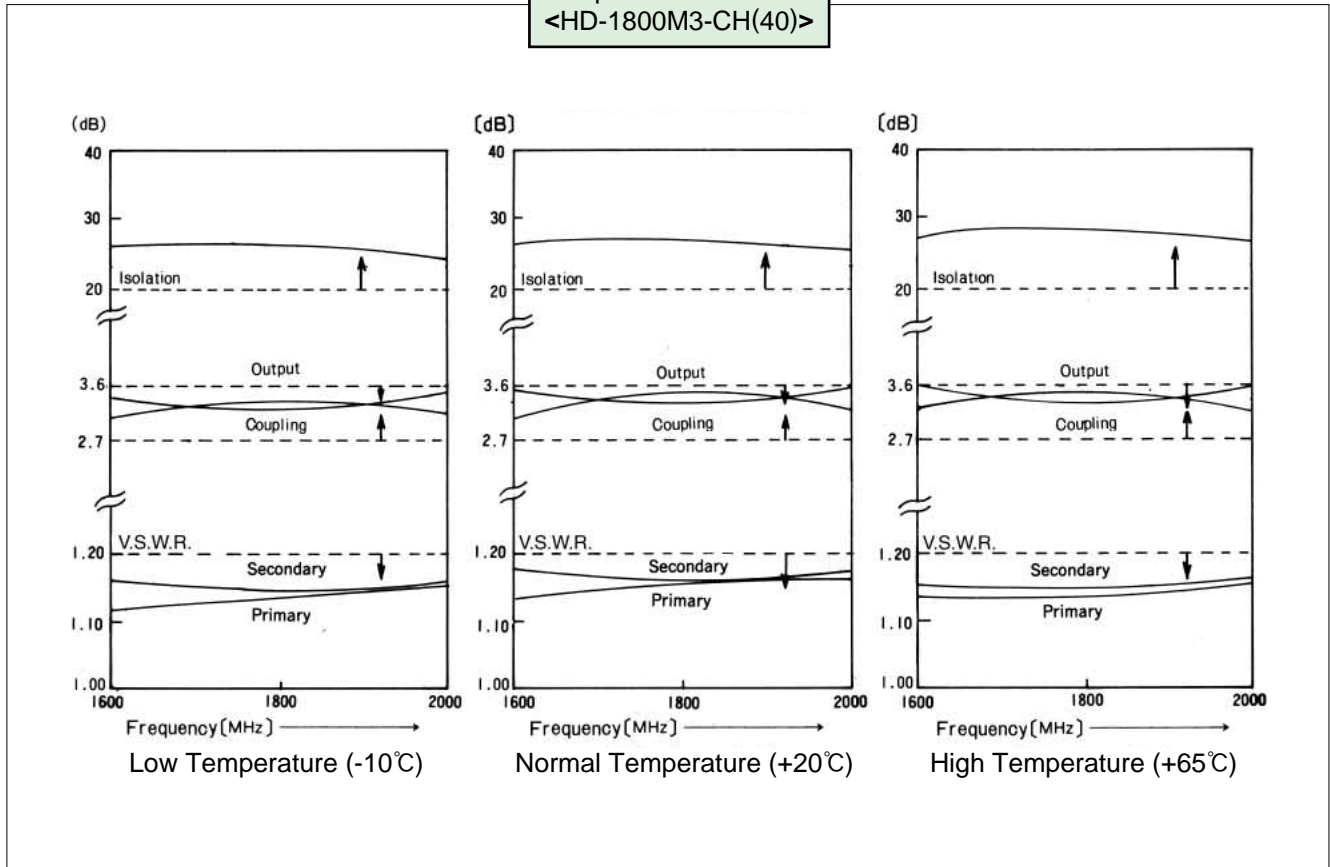 <HD-1800M3-CH(40)>
(dB)
40
30
Isolation
20
3.6
Output
Coupling
2.7
1.20
V.S.W.R.
Secondary
Primary
1.10
1.00
1600
1800
2000
Frequency[MHz]
Low Temperature (-10℃)
[dB]
40
30
Isolation
20
3.6
Output
Coupling
2.7
1.20
V.S.W.R.
Secondary
Primary
1.10
1.00
1600
1800
2000
Frequency[MHz]
Normal Temperature (+20℃)
[dB]
40
30
Isolation
20
3.6
Output
Coupling
2.7
1.20
V.S.W.R.
Secondary
Primary
1.10
1.00
1600
1800
2000
Frequency[MHz]
High Temperature (+65℃)